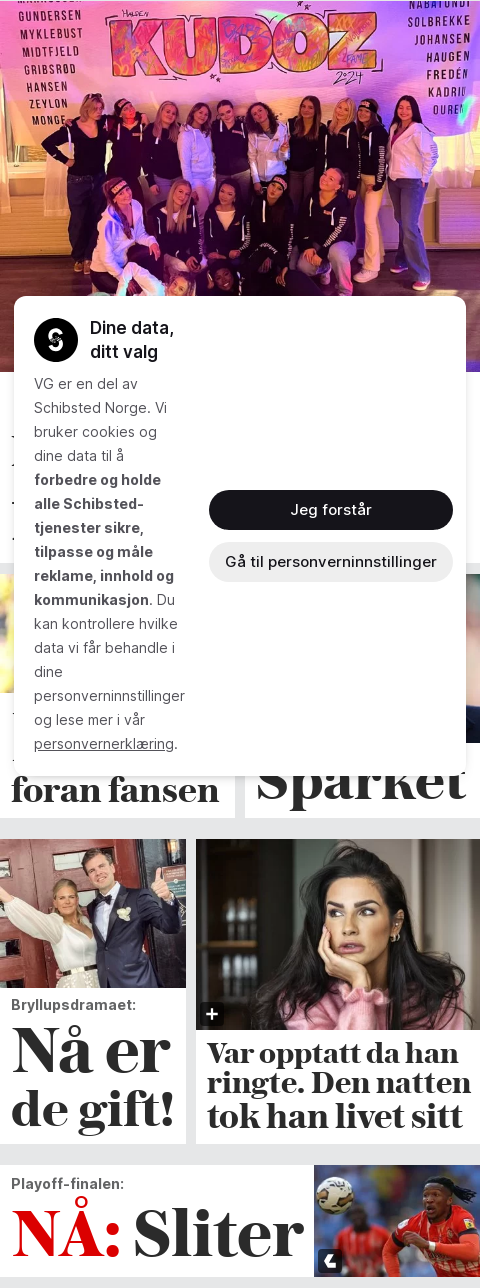 GUNDERSEN
MYKLEBUST
MIDTFJELD
GRIBSRØD
HANSEN
ZEYLON
MONGE
HALDEN
KUDOZ
2024
NABATUNDI
SOLBREKKE
JOHANSEN
HAUGEN
FREDÉN
OUREN
Dine data,
ditt valg
VG er en del av
Schibsted Norge. Vi
bruker cookies og
dine data til å
forbedre og holde
alle Schibsted-
tjenester sikre,
tilpasse og måle
reklame, innhold og
kommunikasjon. Du
kan kontrollere hvilke
data vi får behandle i
dine
personverninnstillinger
og lese mer i vår
personvernerklæring.
Jeg forstår
Gå til personverninnstillinger
foran fansen
Sparket
Bryllupsdramaet:
Nå er
de gift!
Var opptatt da han
ringte. Den natten
tok han livet sitt
Playoff-finalen:
NÅ: Sliter